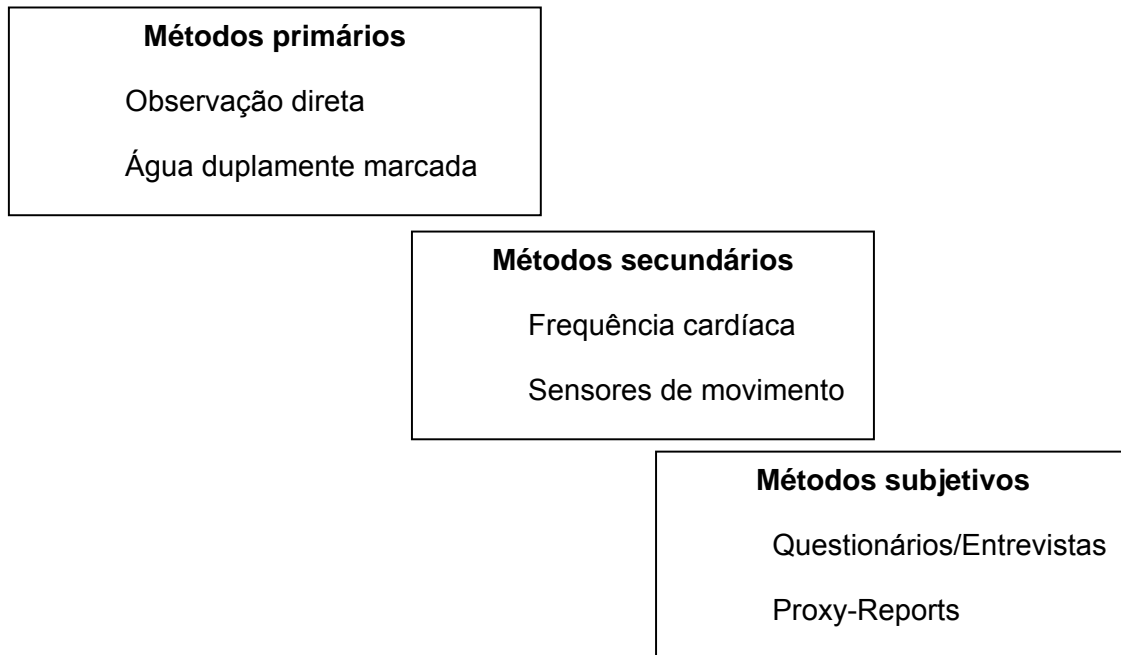 Métodos primários
Observação direta
Água duplamente marcada
Métodos secundários
Frequência cardíaca
Sensores de movimento
Métodos subjetivos
Questionários/Entrevistas
Proxy-Reports